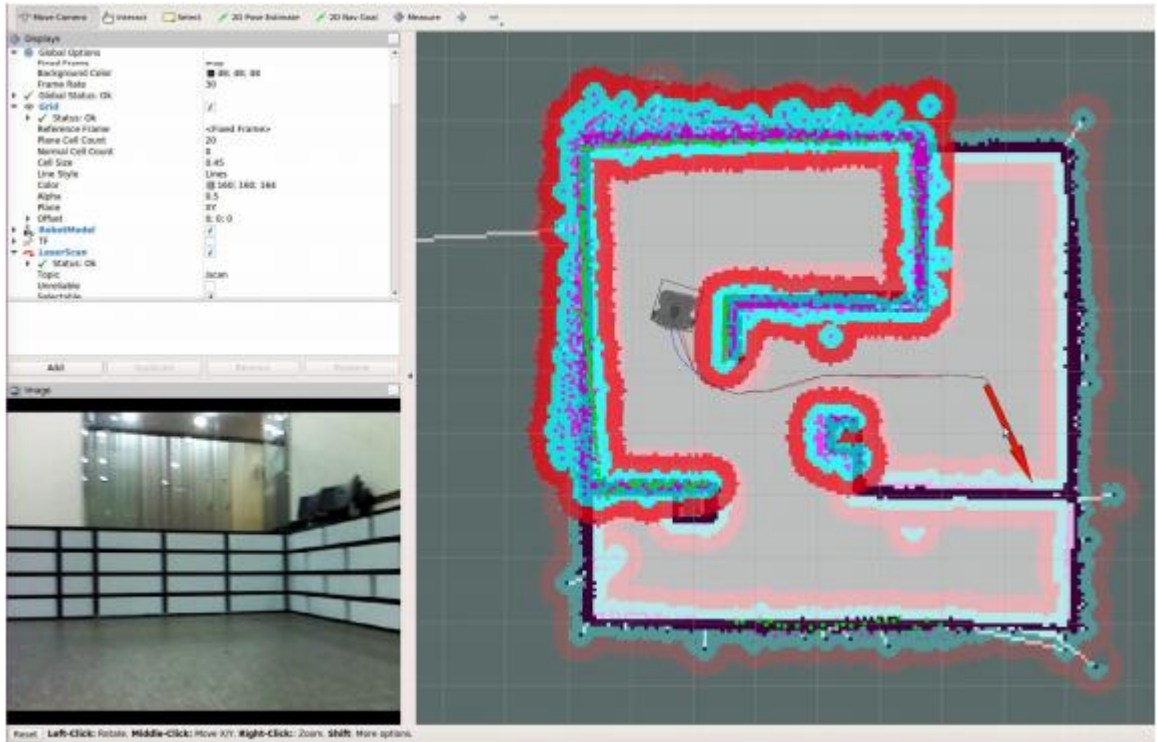 Move Camera Interact Select 2D Pose Estimate 2D Nav Goal Measure
Displays
Global Options
Fixed Frame map
Background Color 48; 48; 48
Frame Rate 30
Global Status: Ok
Grid
Status: Ok
Reference Frame <Fixed Frame>
Plane Cell Count 20
Normal Cell Count 0
Cell Size 0.45
Line Style Lines
Color 160; 160; 164
Alpha 0.5
Plane XY
Offset 0; 0; 0
RobotModel
TF
LaserScan
Status: Ok
Topic /scan
Unreliable
Selectable
Add Duplicate Remove Rename
Image
Reset Left-Click: Rotate. Middle-Click: Move X/Y. Right-Click: Zoom. Shift: More options.